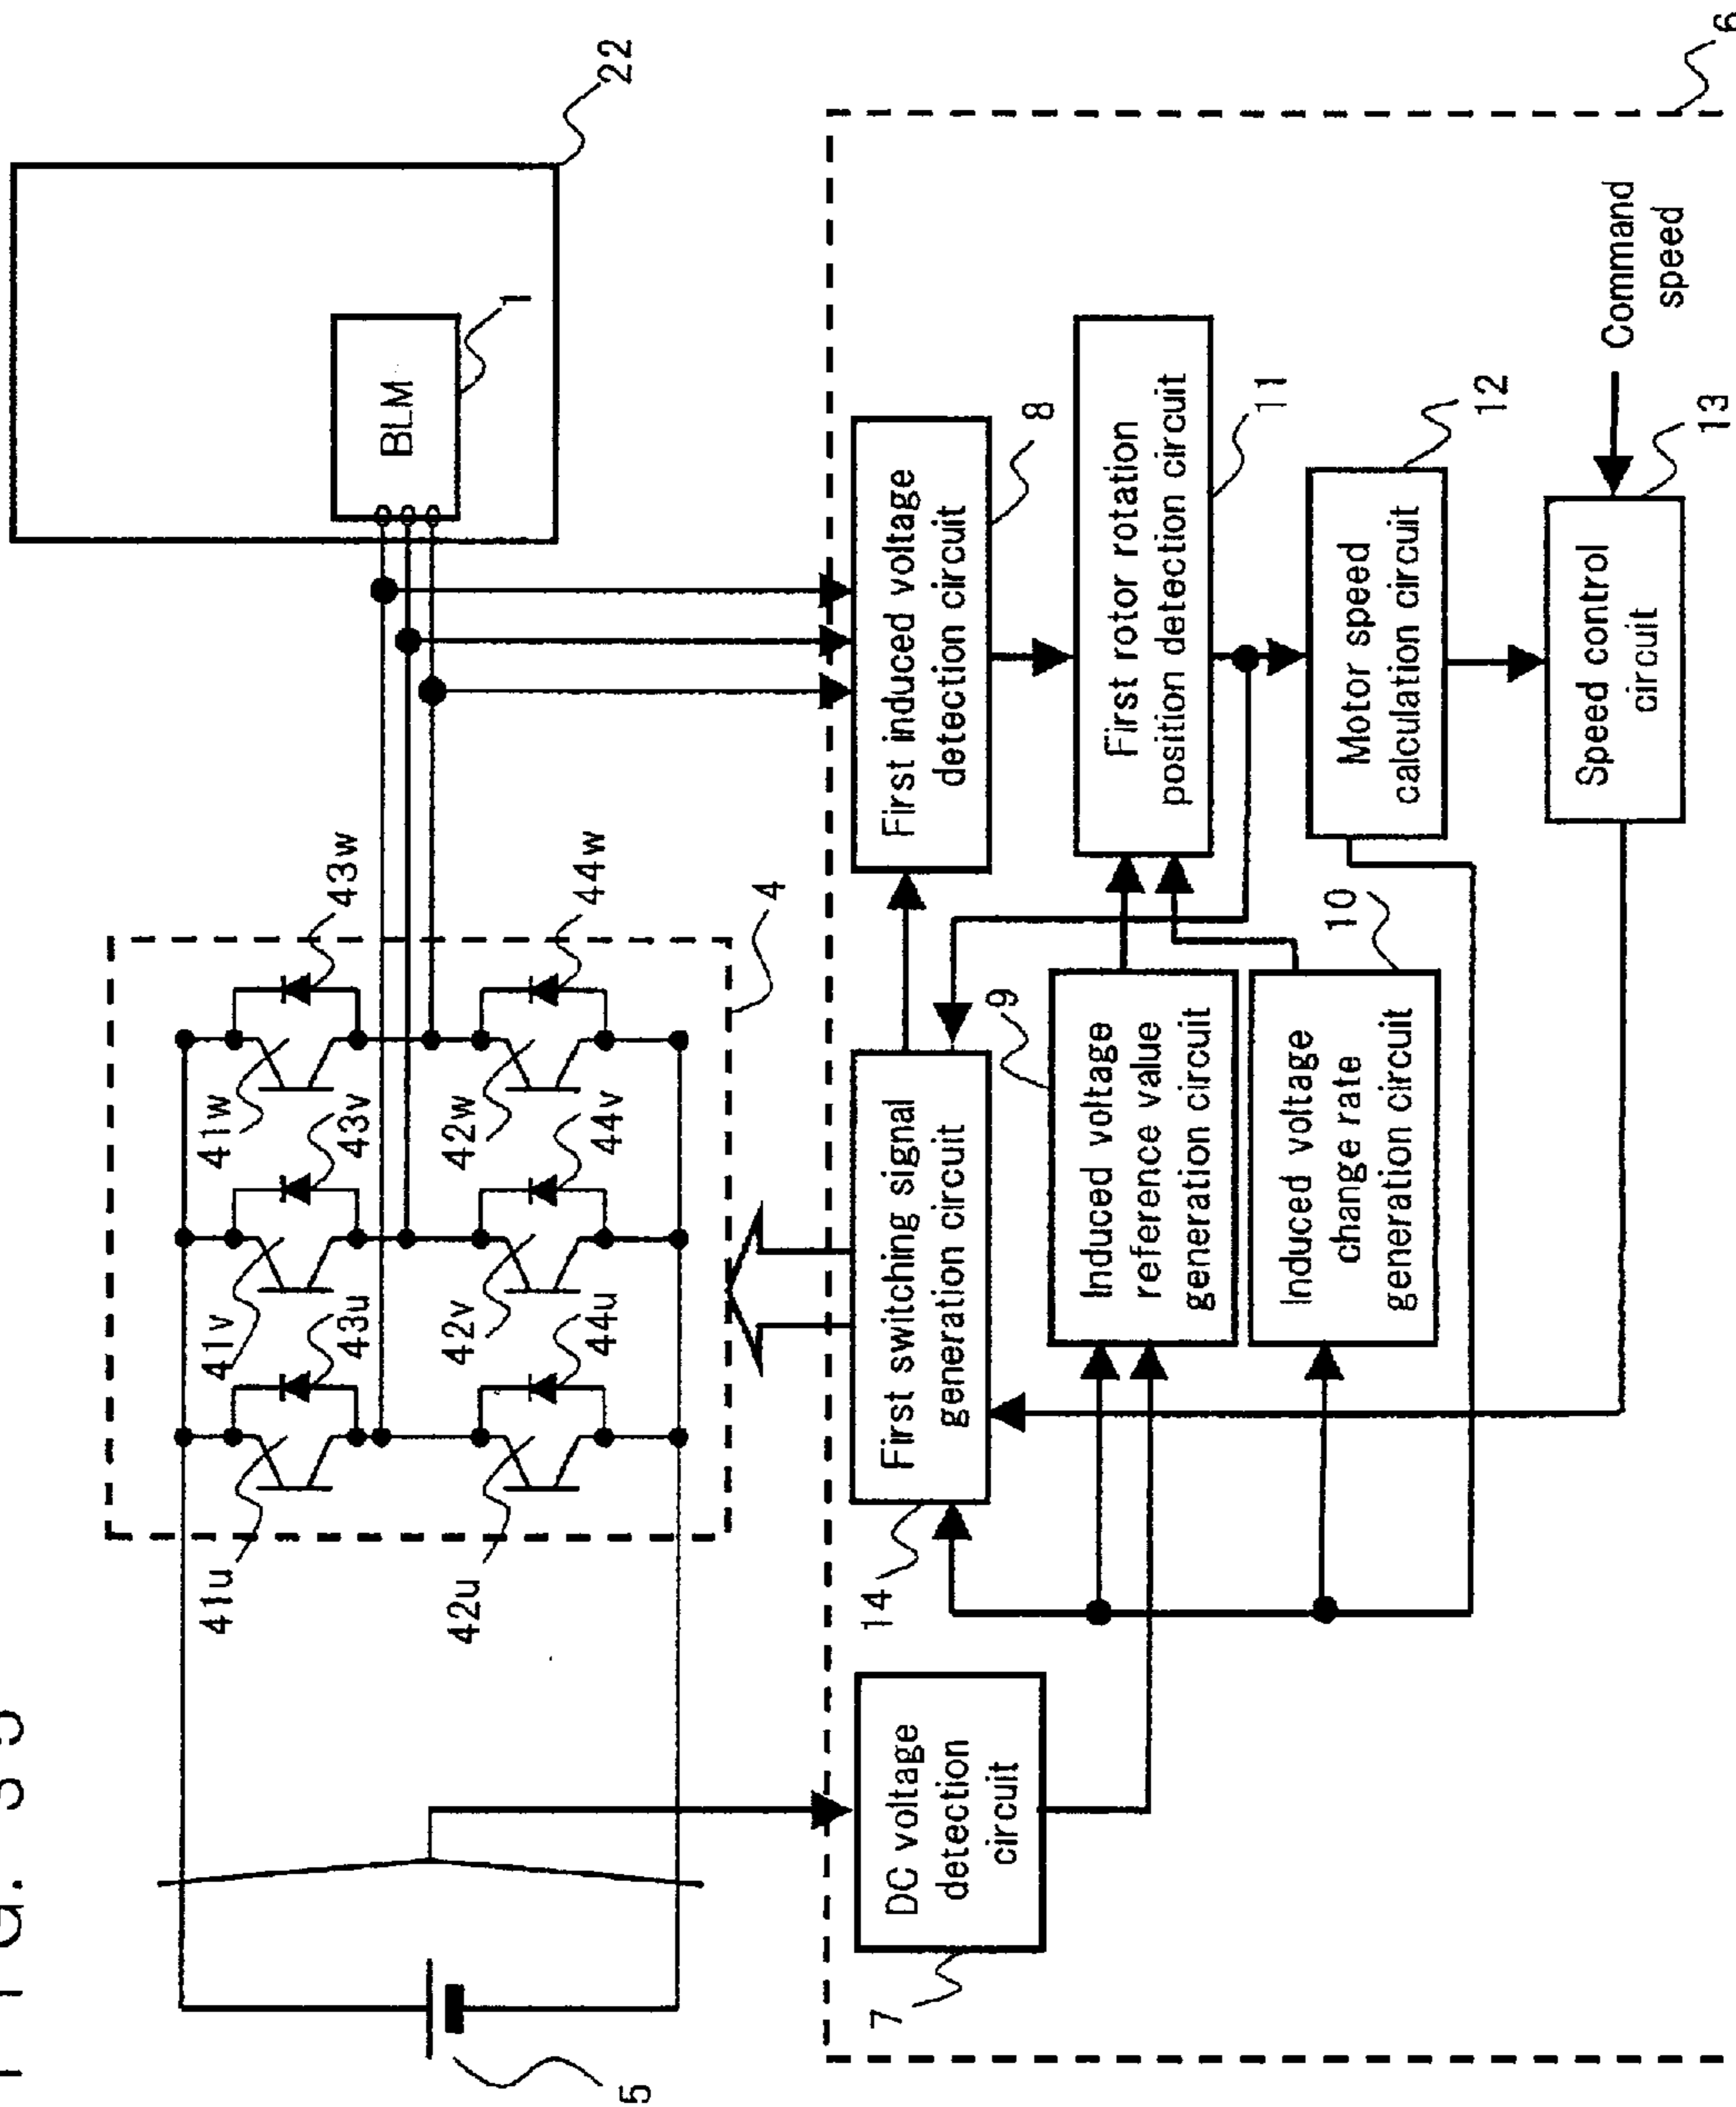 22
BLM
1
43w
44w
4
41w
43v
42w
44v
41v
43u
42v
44u
41u
42u
5
6
First induced voltage
detection circuit
8
First rotor rotation
position detection circuit
11
Motor speed
calculation circuit
12
Command
speed
Speed control
circuit
13
First switching signal
generation circuit
14
Induced voltage
reference value
generation circuit
9
Induced voltage
change rate
generation circuit
10
DC voltage
detection
circuit
7